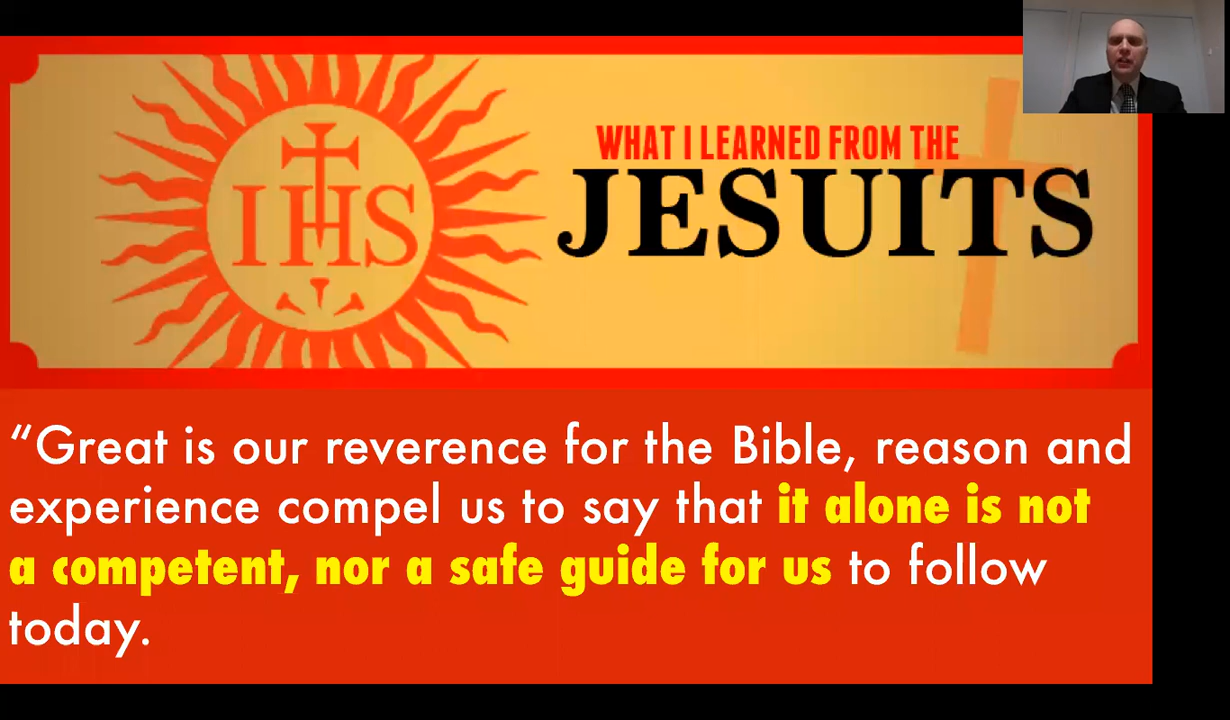 IHS
WHAT I LEARNED FROM THE
JESUITS
“Great is our reverence for the Bible, reason and
experience compel us to say that it alone is not
a competent, nor a safe guide for us to follow
today.